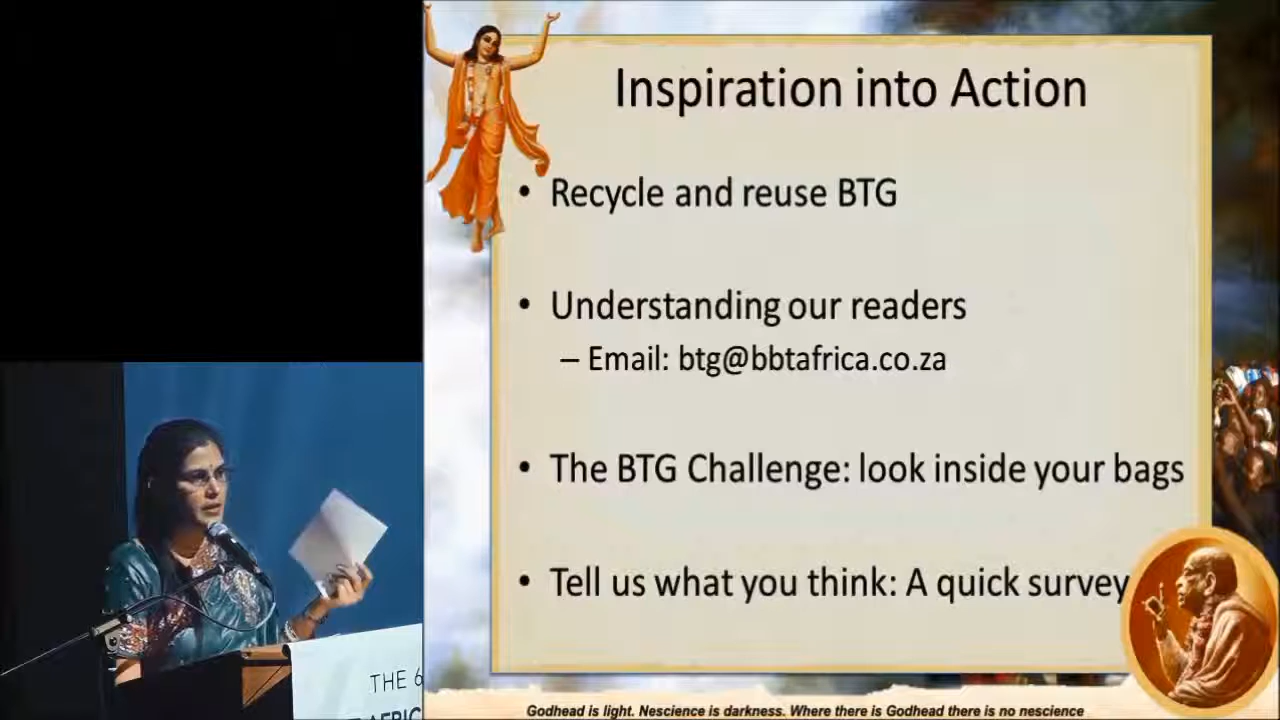 Inspiration into Action
• Recycle and reuse BTG
• Understanding our readers
– Email: btg@bbtafrica.co.za
• The BTG Challenge: look inside your bags
• Tell us what you think: A quick survey
THE 6
Godhead is light. Nescience is darkness. Where there is Godhead there is no nescience